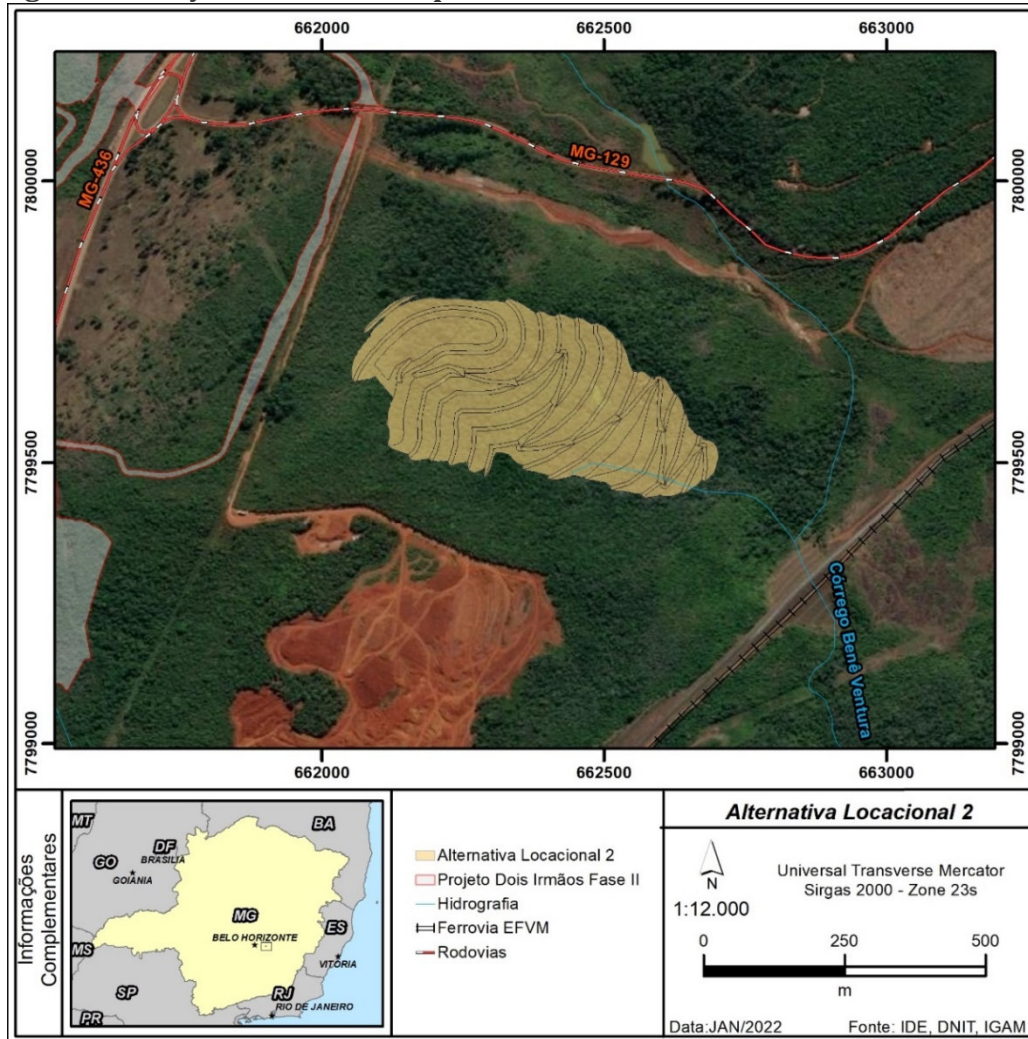 662000
662500
663000
MG-436
MG-129
7800000
7800000
7799500
7799500
Córrego Benê Ventura
7799000
7799000
662000
662500
663000
Informações
Complementares
MT
DF
BRASÍLIA
GO
GOIÂNIA
BA
MG
BELO HORIZONTE
ES
VITÓRIA
MS
SP
RJ
RIO DE JANEIRO
PR
Alternativa Locacional 2
Projeto Dois Irmãos Fase II
Hidrografia
Ferrovia EFVM
Rodovias
Alternativa Locacional 2
N
1:12.000
Universal Transverse Mercator
Sirgas 2000 - Zone 23s
0 250 500
m
Data:JAN/2022 Fonte: IDE, DNIT, IGAM